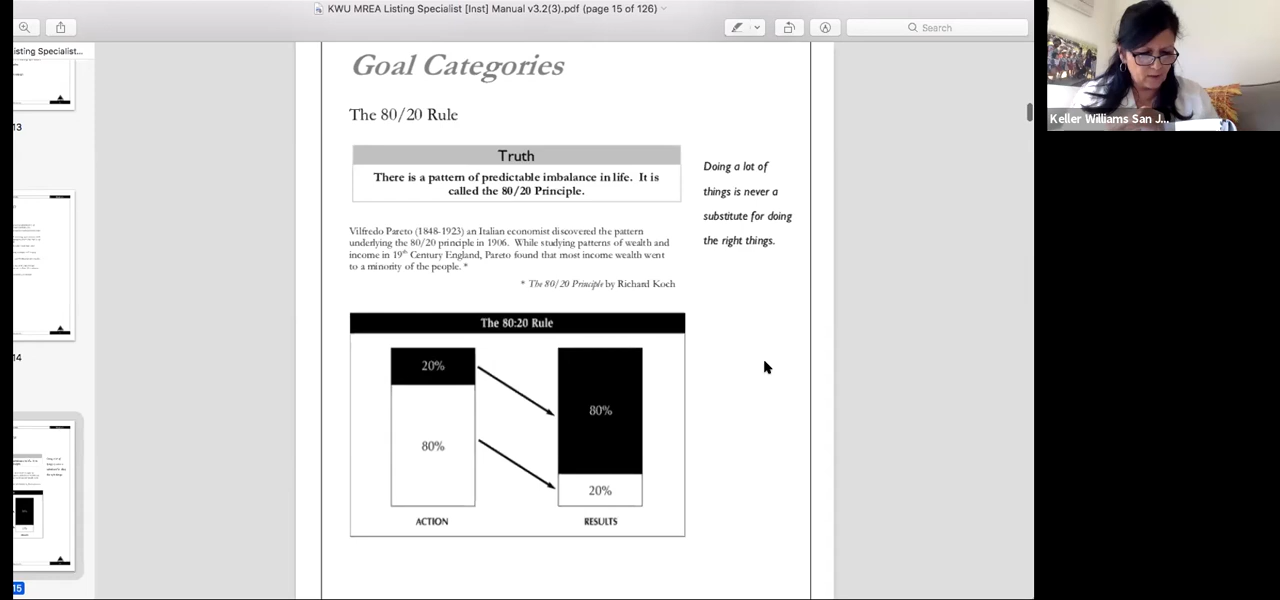 KWU MREA Listing Specialist [Inst] Manual v3.2(3).pdf (page 15 of 126)
Search
isting Specialist...
13
14
15
Goal Categories
The 80/20 Rule
Truth
There is a pattern of predictable imbalance in life. It is
called the 80/20 Principle.
Doing a lot of
things is never a
substitute for doing
the right things.
Vilfredo Pareto (1848-1923) an Italian economist discovered the pattern
underlying the 80/20 principle in 1906. While studying patterns of wealth and
income in 19th Century England, Pareto found that most income wealth went
to a minority of the people. *
* The 80/20 Principle by Richard Koch
The 80:20 Rule
20%
80%
80%
20%
ACTION
RESULTS
Keller Williams San J...